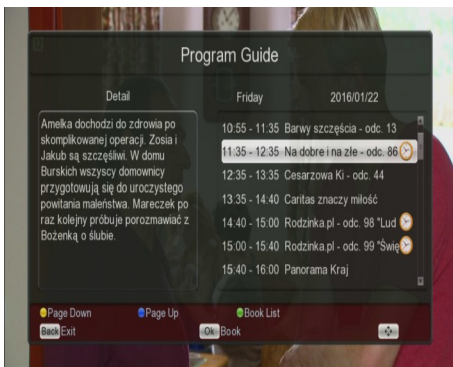 Program Guide
Detail
Friday 2016/01/22
Amelka dochodzi do zdrowia po
skomplikowanej operacji. Zosia i
Jakub są szczęśliwi. W domu
Burskich wszyscy domownicy
przygotowują się do uroczystego
powitania maleństwa. Mareczek po
raz kolejny próbuje porozmawiać z
Bożenką o ślubie.
10:55 - 11:35 Barwy szczęścia - odc. 13
11:35 - 12:35 Na dobre i na złe - odc. 86
12:35 - 13:35 Cesarzowa Ki - odc. 44
13:35 - 14:40 Caritas znaczy miłość
14:40 - 15:00 Rodzinka.pl - odc. 98 "Lud
15:00 - 15:40 Rodzinka.pl - odc. 99 "Świę
15:40 - 16:00 Panorama Kraj
Page Down Page Up Book List
Back Exit Ok Book